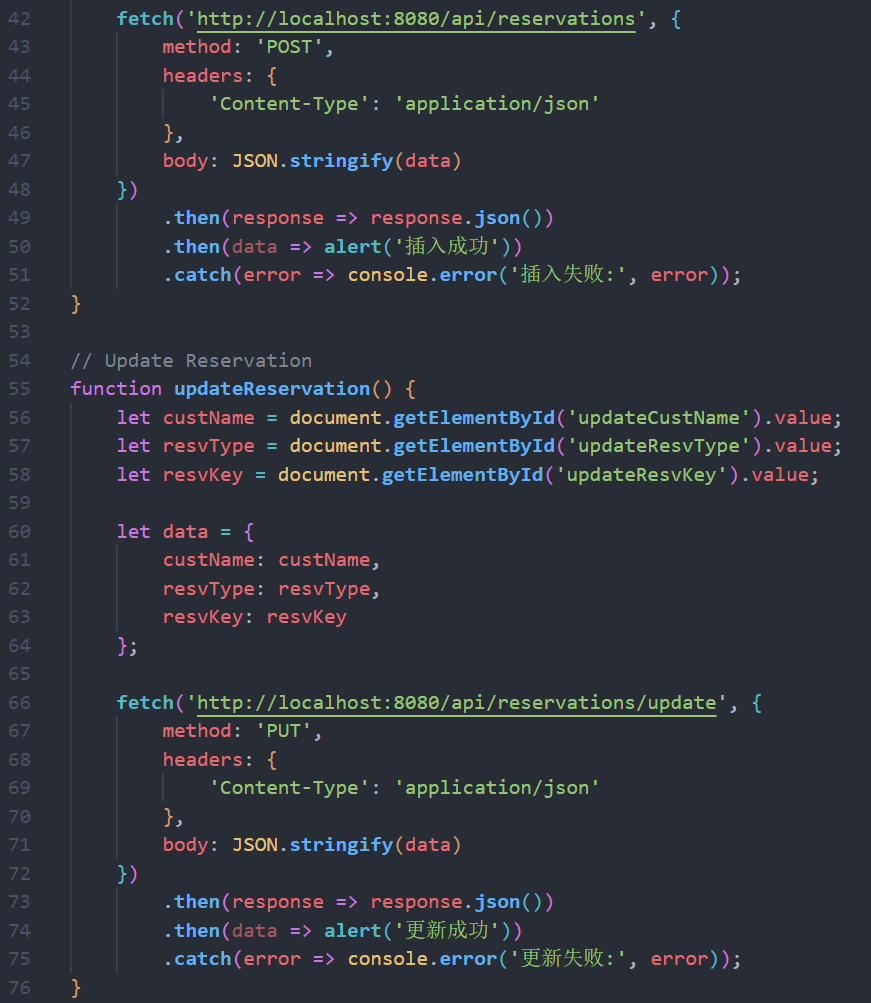 42 fetch('http://localhost:8080/api/reservations', {
43 method: 'POST',
44 headers: {
45 'Content-Type': 'application/json'
46 },
47 body: JSON.stringify(data)
48 })
49 .then(response => response.json())
50 .then(data => alert('插入成功'))
51 .catch(error => console.error('插入失败:', error));
52 }
53
54 // Update Reservation
55 function updateReservation() {
56 let custName = document.getElementById('updateCustName').value;
57 let resvType = document.getElementById('updateResvType').value;
58 let resvKey = document.getElementById('updateResvKey').value;
59
60 let data = {
61 custName: custName,
62 resvType: resvType,
63 resvKey: resvKey
64 };
65
66 fetch('http://localhost:8080/api/reservations/update', {
67 method: 'PUT',
68 headers: {
69 'Content-Type': 'application/json'
70 },
71 body: JSON.stringify(data)
72 })
73 .then(response => response.json())
74 .then(data => alert('更新成功'))
75 .catch(error => console.error('更新失败:', error));
76 }